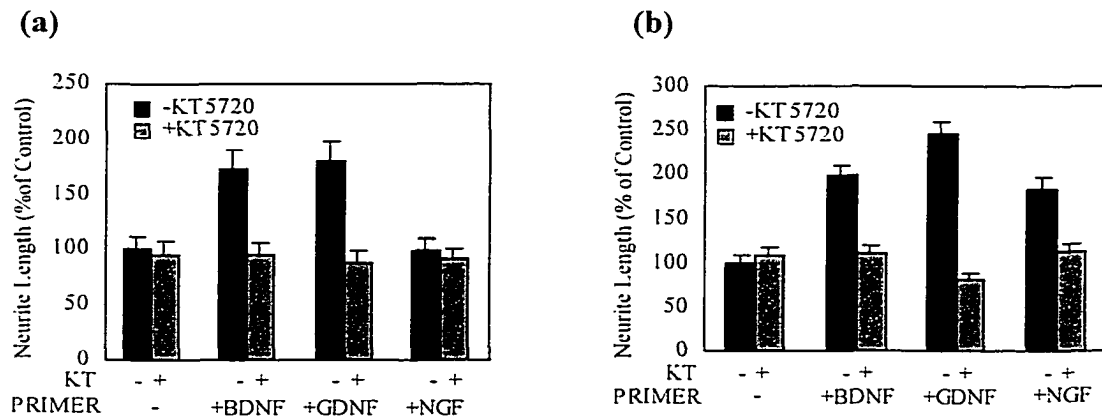 (a)
Neurite Length (%of Control)
250
200
150
100
50
0
-KT5720
+KT5720
KT - + - + - + - +
PRIMER - +BDNF +GDNF +NGF
(b)
Neurite Length (% of Control)
300
250
200
150
100
50
0
-KT5720
+KT5720
KT - + - + - + - +
PRIMER - +BDNF +GDNF +NGF